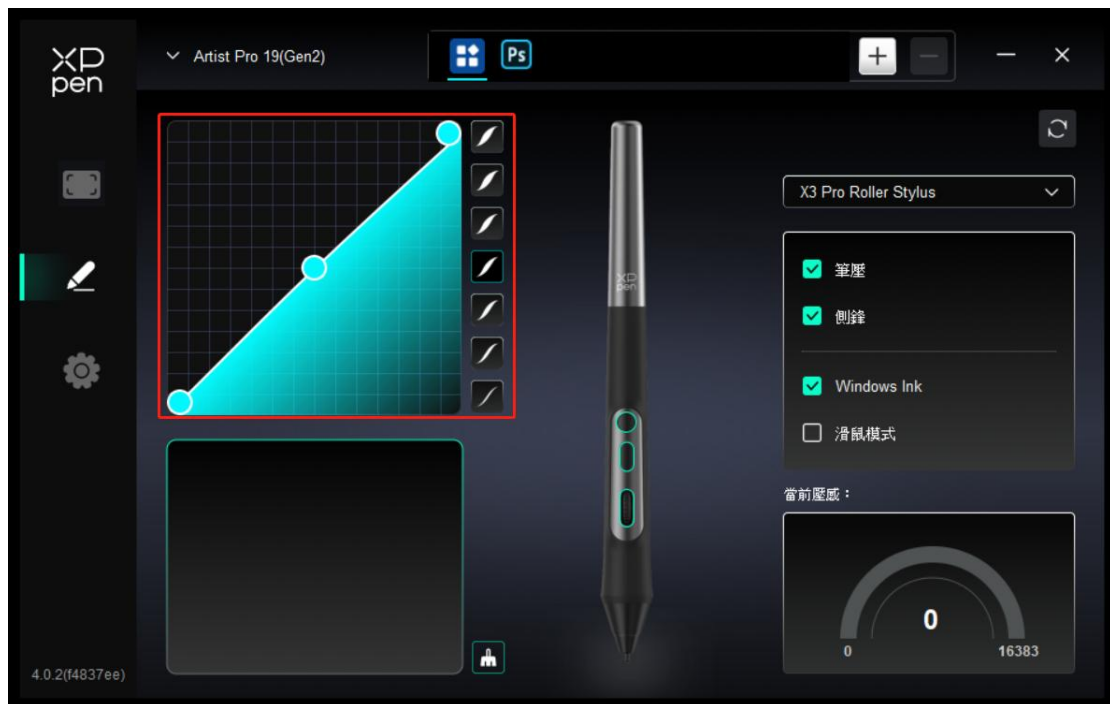 XP
pen
Artist Pro 19(Gen2)
Ps
X3 Pro Roller Stylus
筆壓
側鋒
Windows Ink
滑鼠模式
當前壓感：
0
0
16383
XP
pen
4.0.2(f4837ee)